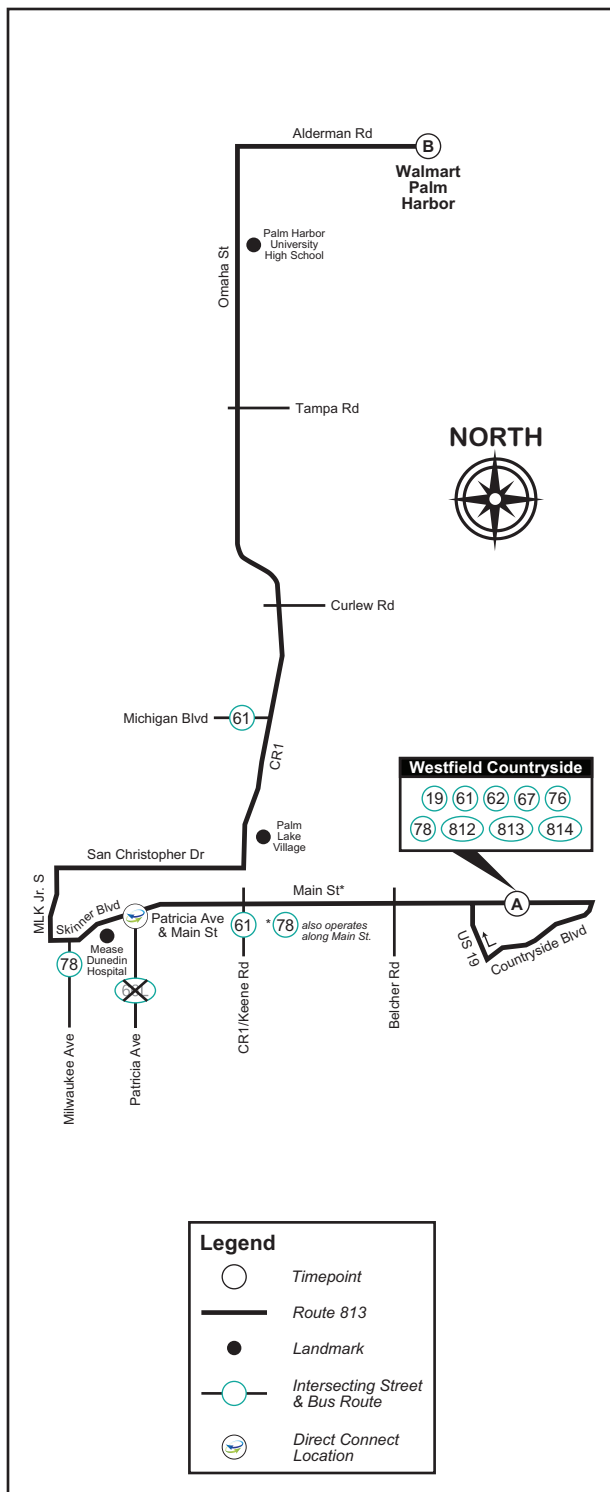 Alderman Rd
B
Walmart
Palm
Harbor
Palm Harbor
University
High School
Omaha St
Tampa Rd
NORTH
Curlew Rd
Michigan Blvd
61
CR1
Westfield Countryside
19 61 62 67 76
78 812 813 814
Palm
Lake
Village
San Christopher Dr
MLK Jr. S
Skinner Blvd
Main St*
A
Patricia Ave
& Main St
61
* 78 also operates
along Main St.
US 19
Countryside Blvd
Mease
Dunedin
Hospital
78
Milwaukee Ave
Patricia Ave
CR1/Keene Rd
Belcher Rd
Legend
Timepoint
Route 813
Landmark
Intersecting Street
& Bus Route
Direct Connect
Location